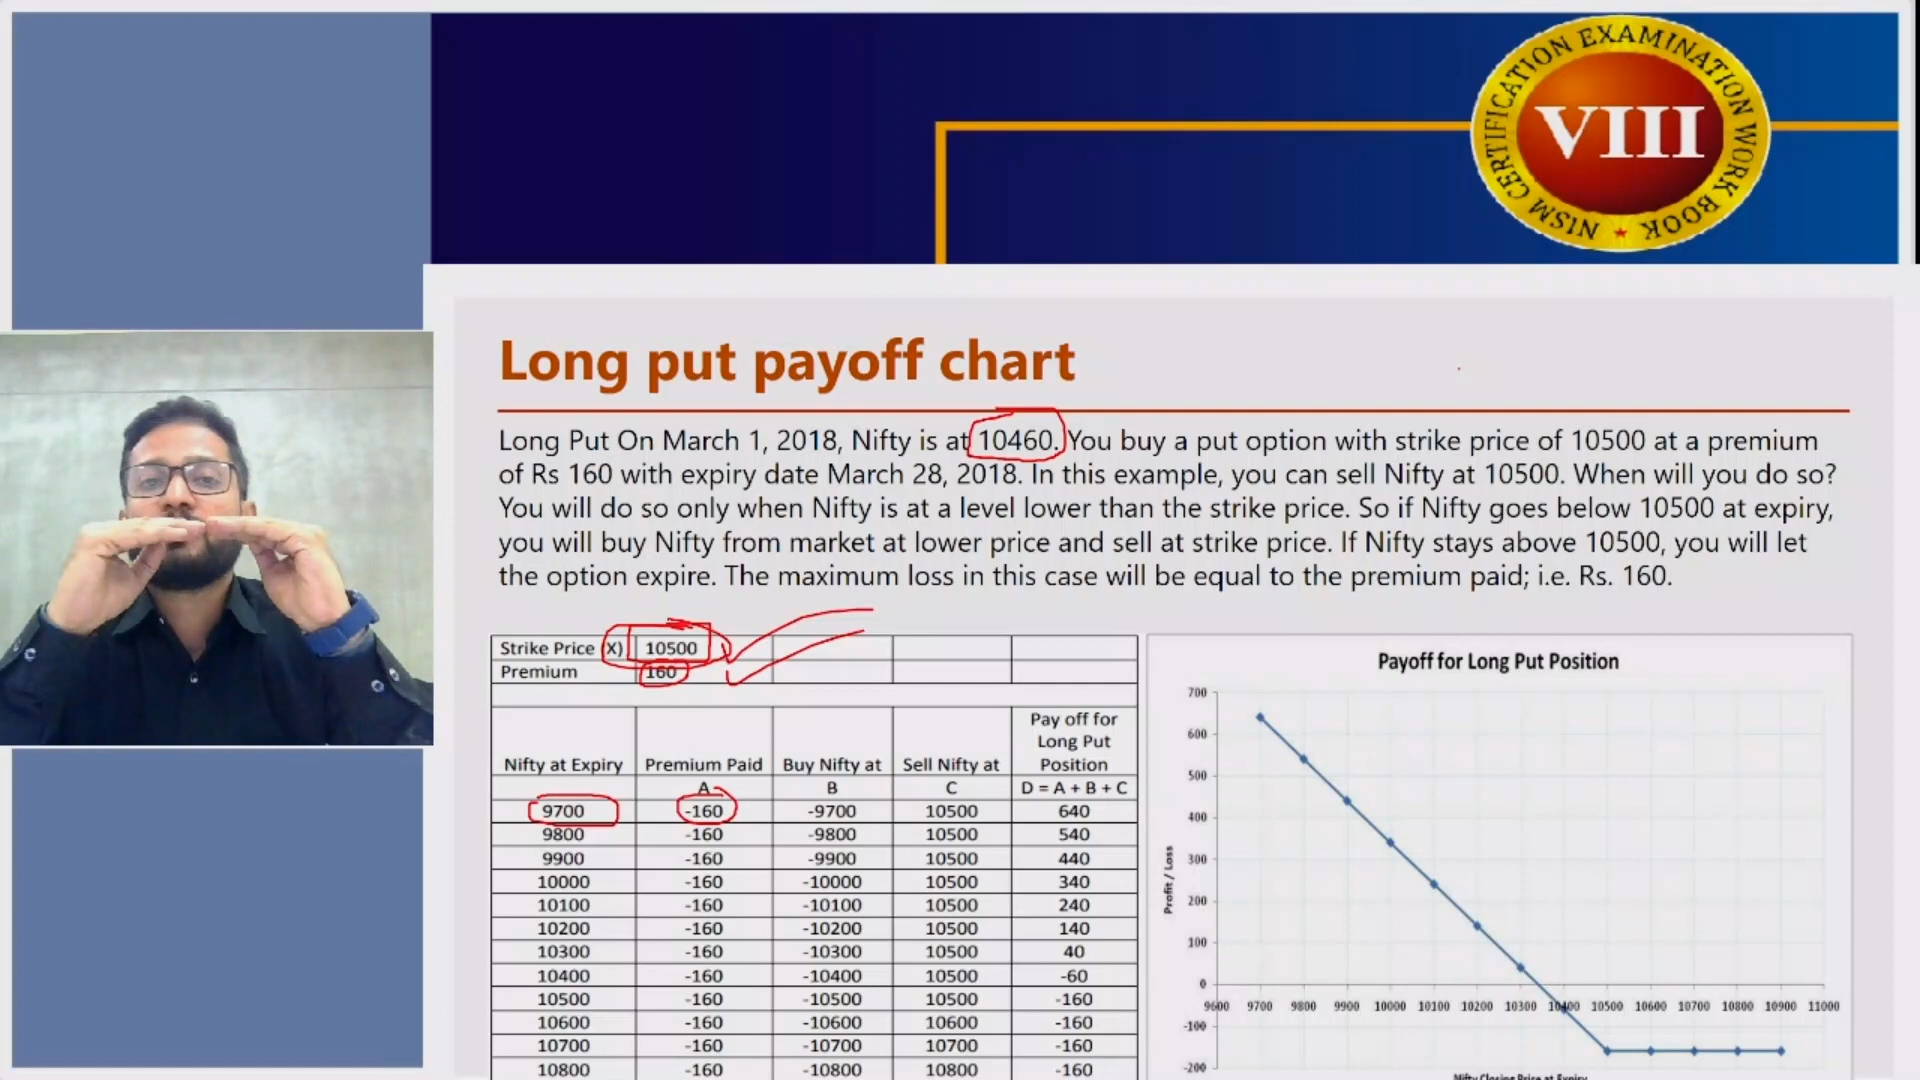 NISM CERTIFICATION EXAMINATION WORK BOOK
VIII
Long put payoff chart
Long Put On March 1, 2018, Nifty is at 10460. You buy a put option with strike price of 10500 at a premium
of Rs 160 with expiry date March 28, 2018. In this example, you can sell Nifty at 10500. When will you do so?
You will do so only when Nifty is at a level lower than the strike price. So if Nifty goes below 10500 at expiry,
you will buy Nifty from market at lower price and sell at strike price. If Nifty stays above 10500, you will let
the option expire. The maximum loss in this case will be equal to the premium paid; i.e. Rs. 160.
Strike Price (X) 10500
Premium 160
Nifty at Expiry Premium Paid Buy Nifty at Sell Nifty at Pay off for Long Put Position
A B C D = A + B + C
9700 -160 -9700 10500 640
9800 -160 -9800 10500 540
9900 -160 -9900 10500 440
10000 -160 -10000 10500 340
10100 -160 -10100 10500 240
10200 -160 -10200 10500 140
10300 -160 -10300 10500 40
10400 -160 -10400 10500 -60
10500 -160 -10500 10500 -160
10600 -160 -10600 10600 -160
10700 -160 -10700 10700 -160
10800 -160 -10800 10800 -160
Payoff for Long Put Position
Profit / Loss
700
600
500
400
300
200
100
0
-100
-200
9600 9700 9800 9900 10000 10100 10200 10300 10400 10500 10600 10700 10800 10900 11000
Nifty Closing Price at Expiry